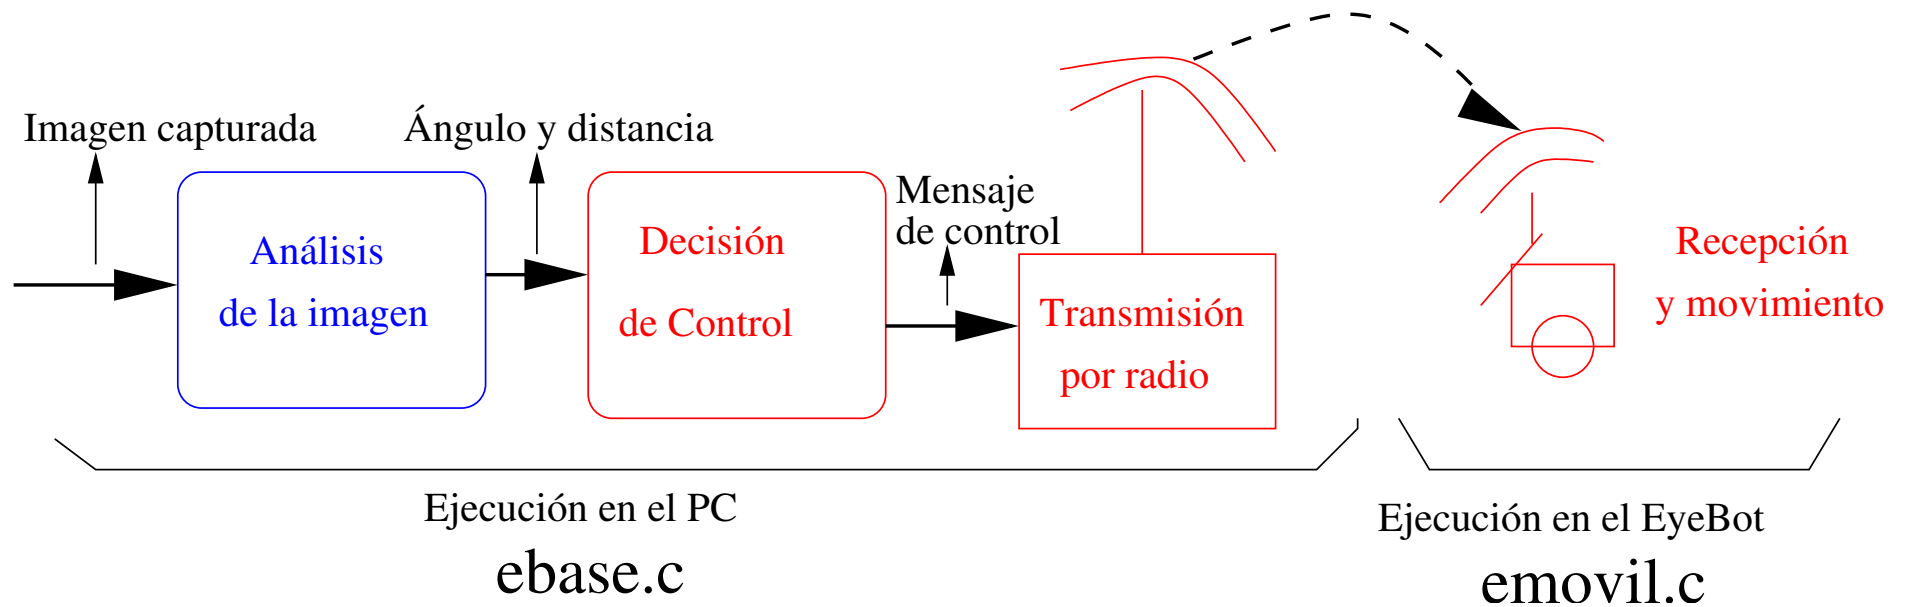 Imagen capturada
Ángulo y distancia
Análisis
de la imagen
Decisión
de Control
Mensaje
de control
Transmisión
por radio
Recepción
y movimiento
Ejecución en el PC
ebase.c
Ejecución en el EyeBot
emovil.c